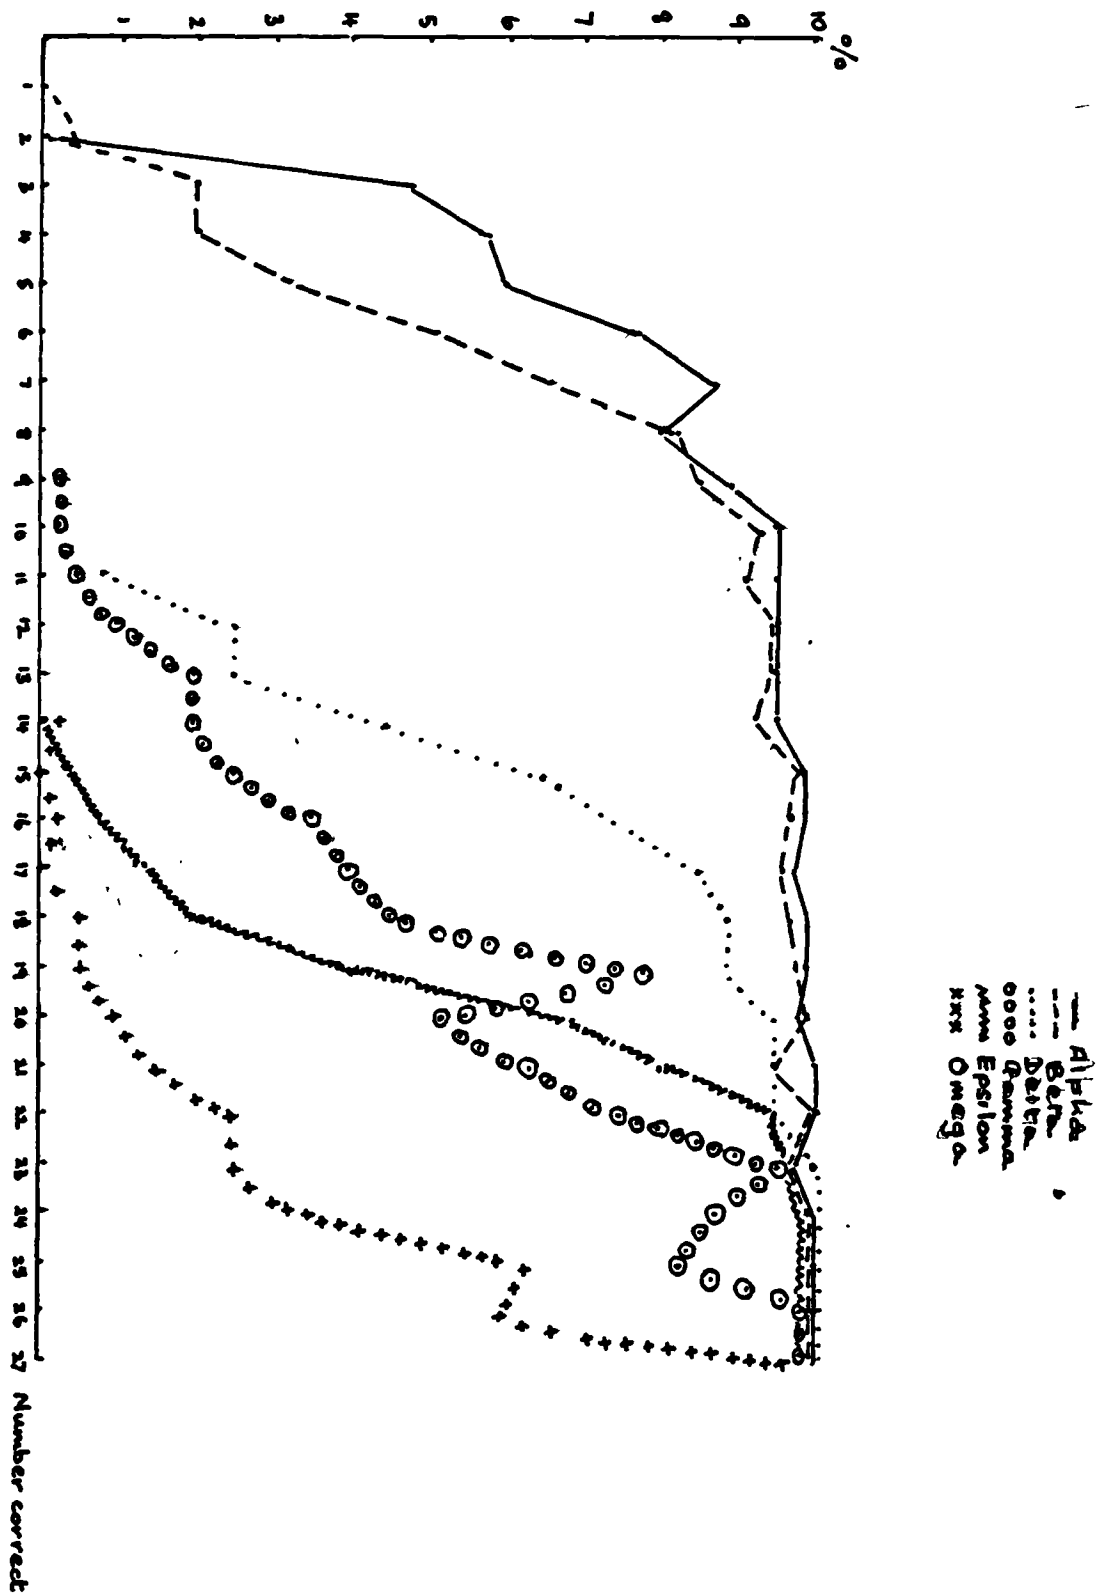 %
10
9
8
7
6
5
4
3
2
1
1 2 3 4 5 6 7 8 9 10 11 12 13 14 15 16 17 18 19 20 21 22 23 24 25 26 27 Number correct
— Alpha
--- Beta
..... Delta
oooo Gamma
Epsilon
xxx Omega